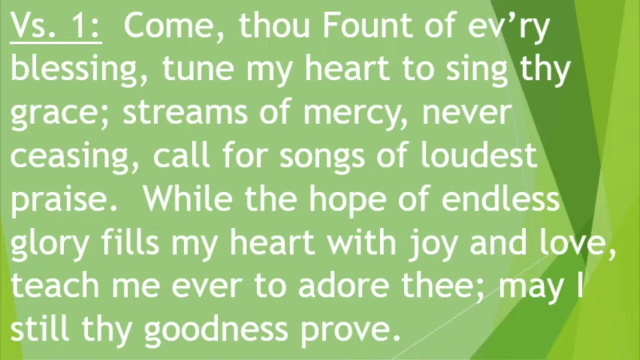 Vs. 1:  Come, thou Fount of ev’ry
blessing, tune my heart to sing thy
grace; streams of mercy, never
ceasing, call for songs of loudest
praise.  While the hope of endless
glory fills my heart with joy and love,
teach me ever to adore thee; may I
still thy goodness prove.